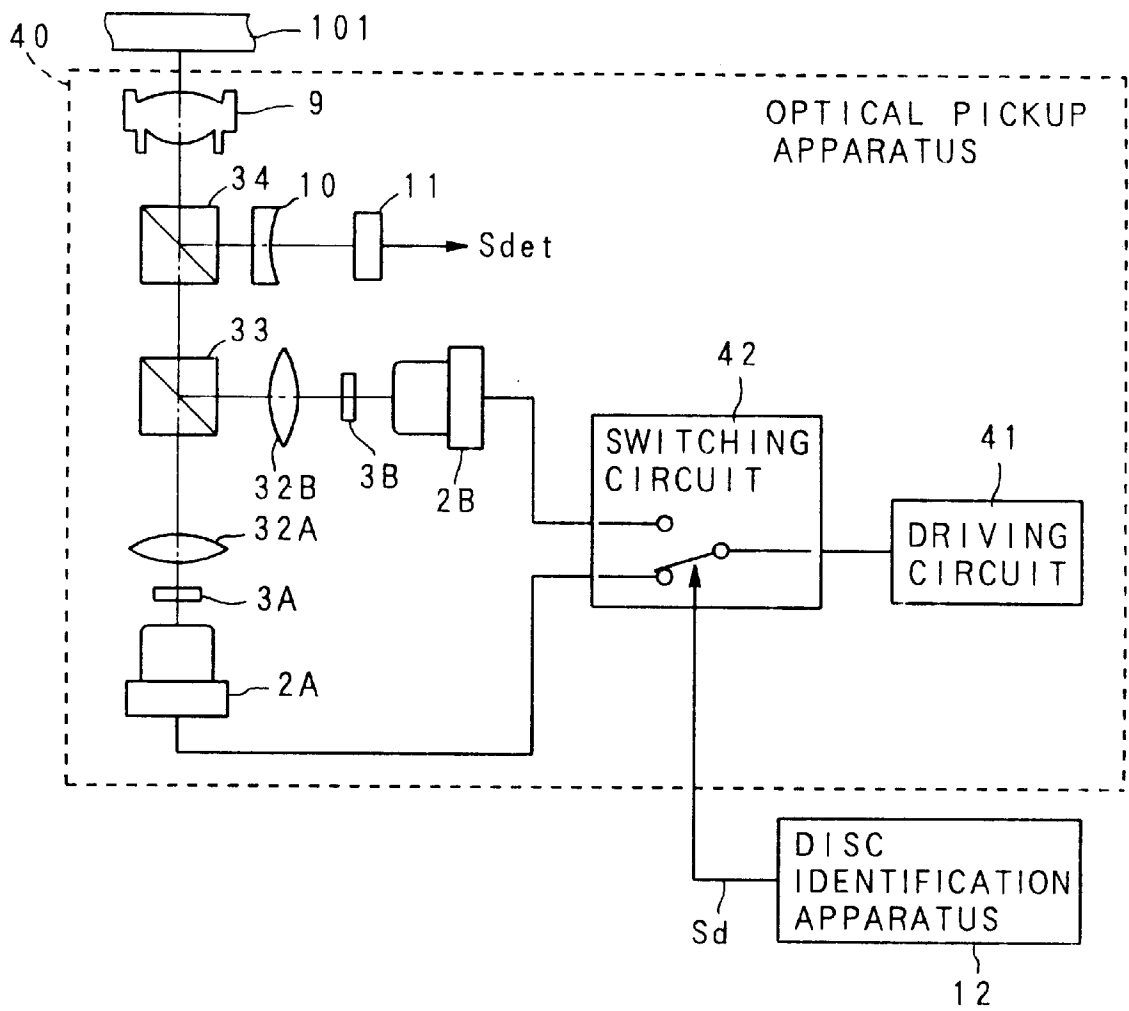 101
40
9
OPTICAL PICKUP
APPARATUS
34
10
11
Sdet
33
42
SWITCHING
CIRCUIT
41
32B
3B
2B
DRIVING
CIRCUIT
32A
3A
2A
DISC
IDENTIFICATION
APPARATUS
Sd
12